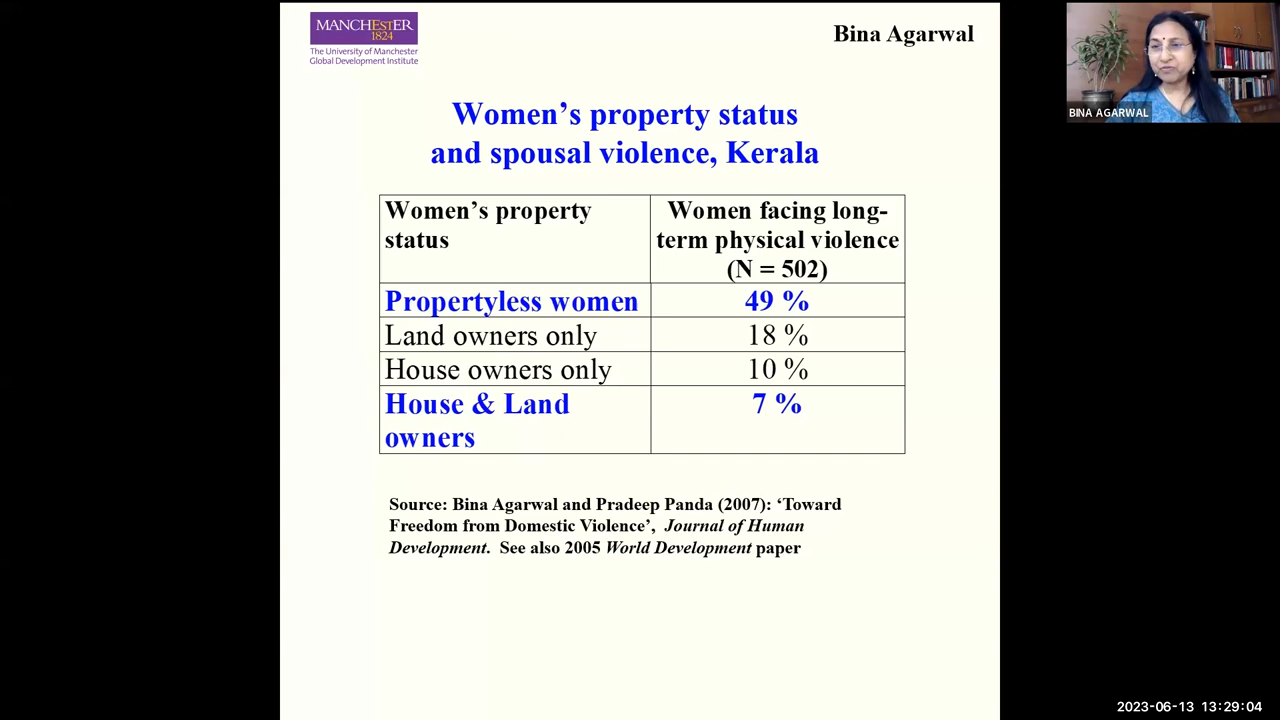 MANCHESTER
1824
The University of Manchester
Global Development Institute
Bina Agarwal
BINA AGARWAL
Women’s property status
and spousal violence, Kerala
Women’s property
status
Women facing long-
term physical violence
(N = 502)
Propertyless women
49 %
Land owners only
18 %
House owners only
10 %
House & Land
owners
7 %
Source: Bina Agarwal and Pradeep Panda (2007): ‘Toward
Freedom from Domestic Violence’, Journal of Human
Development. See also 2005 World Development paper
2023-06-13 13:29:04